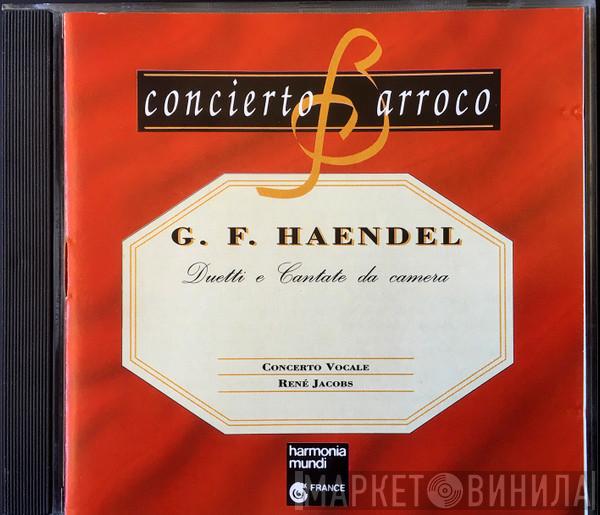 concierto Barroco
G. F. HAENDEL
Duetti e Cantate da camera
CONCERTO VOCALE
RENÉ JACOBS
harmonia
mundi
FRANCE
МАРКЕТ ВИНИЛА